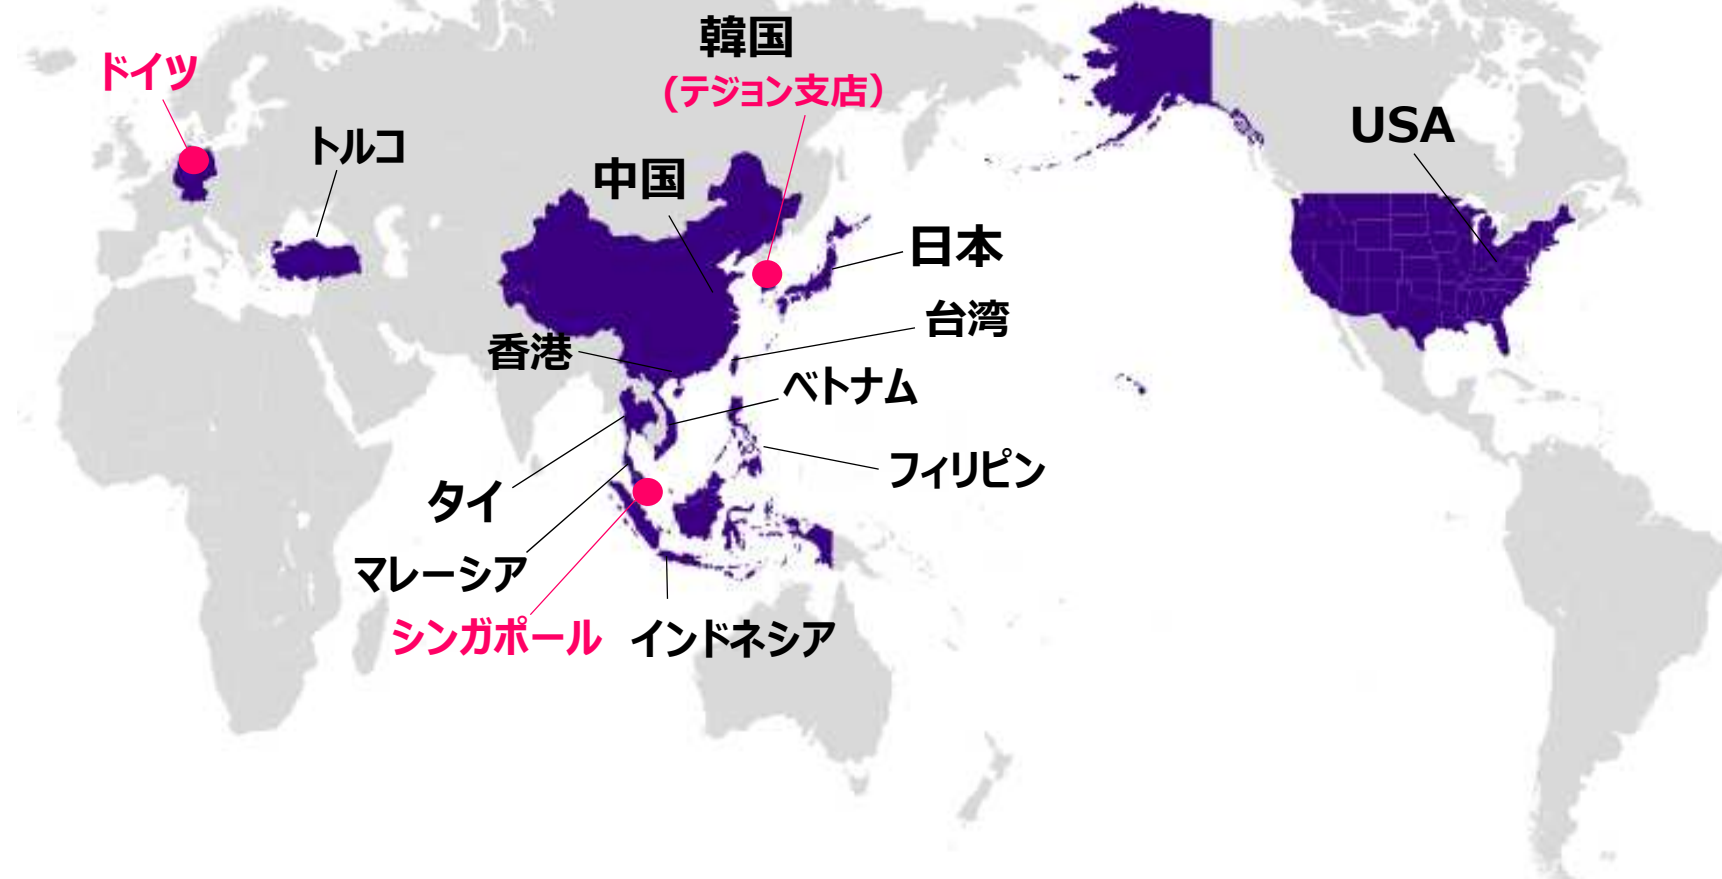 韓国
(テジョン支店）
ドイツ
トルコ
中国
USA
日本
台湾
香港
ベトナム
フィリピン
タイ
マレーシア
シンガポール
インドネシア